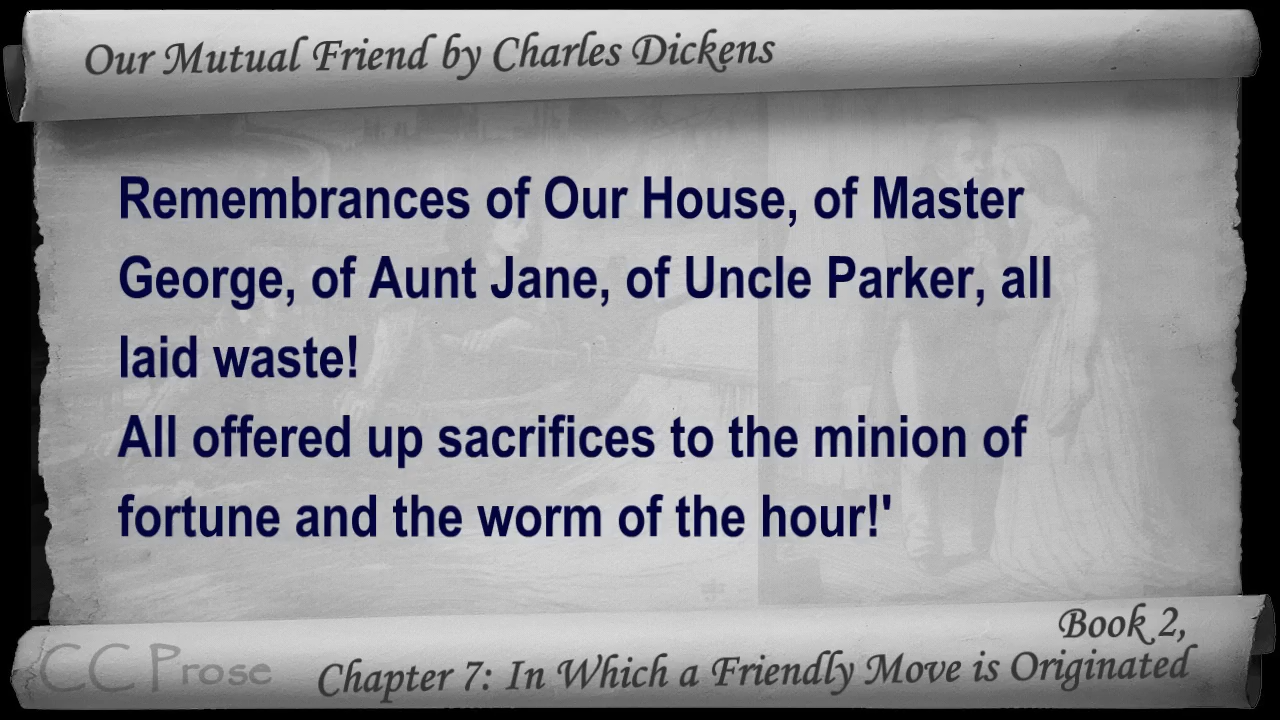 Our Mutual Friend by Charles Dickens
Remembrances of Our House, of Master
George, of Aunt Jane, of Uncle Parker, all
laid waste!
All offered up sacrifices to the minion of
fortune and the worm of the hour!'
Book 2,
Chapter 7: In Which a Friendly Move is Originated
CC Prose